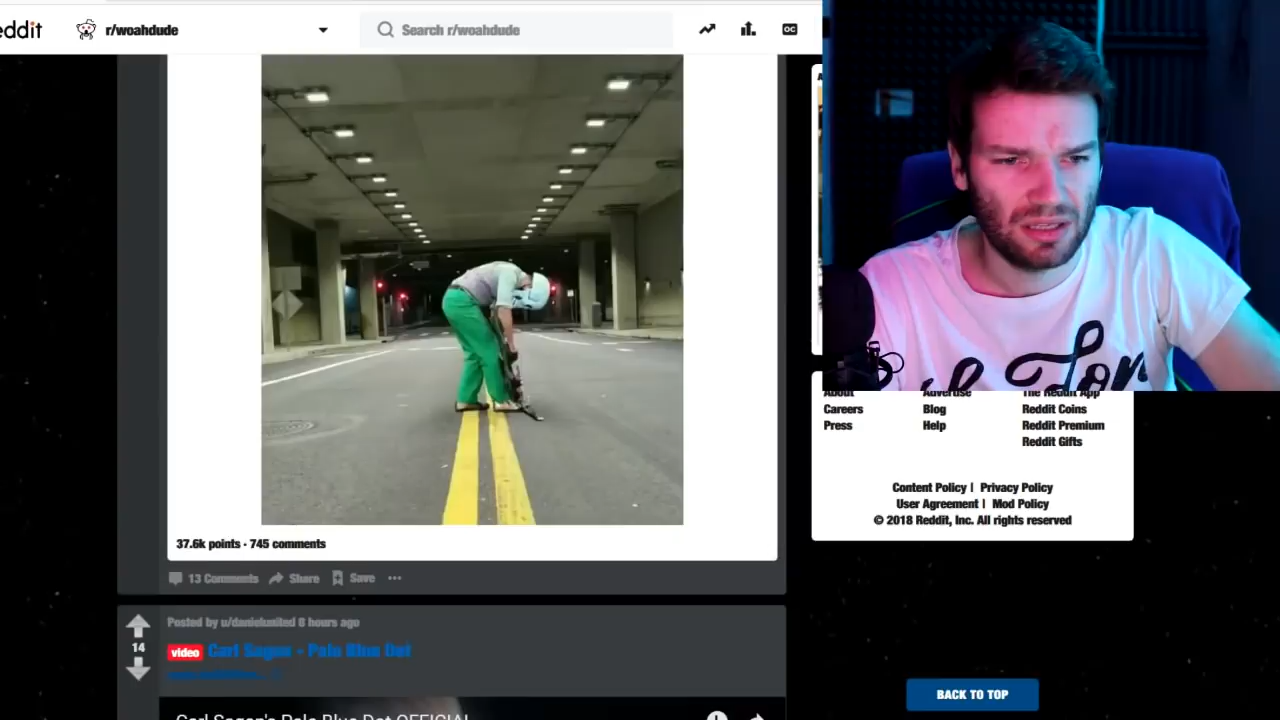 eddit
r/woahdude
Search r/woahdude
OC
37.6k points · 745 comments
13 Comments
Share
Save
Posted by u/danielunited 8 hours ago
14
video
Carl Sagan - Pale Blue Dot
Carl Sagan's Pale Blue Dot OFFICIAL
About
Advertise
The Reddit App
Careers
Blog
Reddit Coins
Press
Help
Reddit Premium
Reddit Gifts
Content Policy | Privacy Policy
User Agreement | Mod Policy
© 2018 Reddit, Inc. All rights reserved
BACK TO TOP